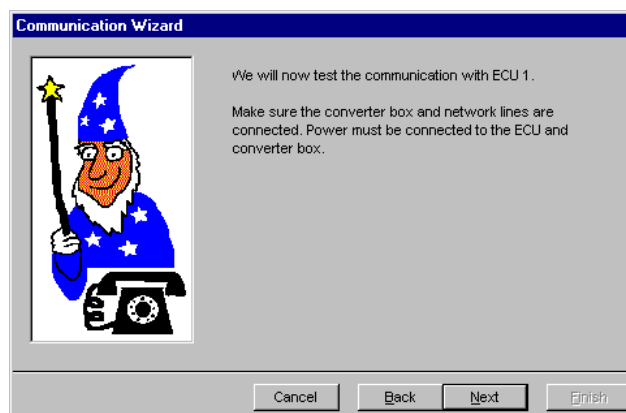 Communication Wizard
We will now test the communication with ECU 1.
Make sure the converter box and network lines are
connected. Power must be connected to the ECU and
converter box.
Cancel
Back
Next
Finish